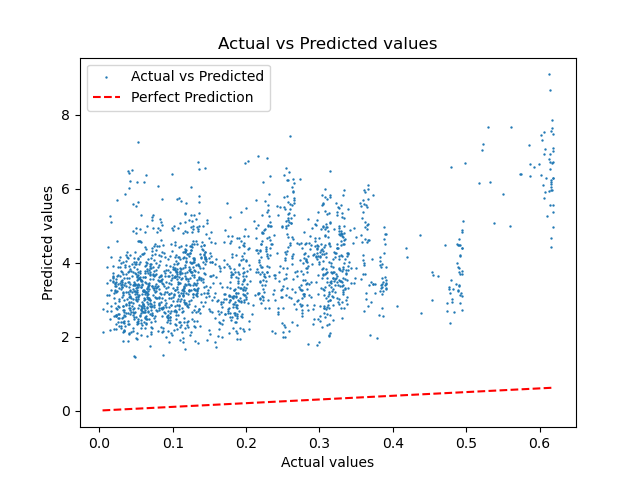 Actual vs Predicted values
Actual vs Predicted
Perfect Prediction
8
6
4
2
0
Predicted values
0.0 0.1 0.2 0.3 0.4 0.5 0.6
Actual values